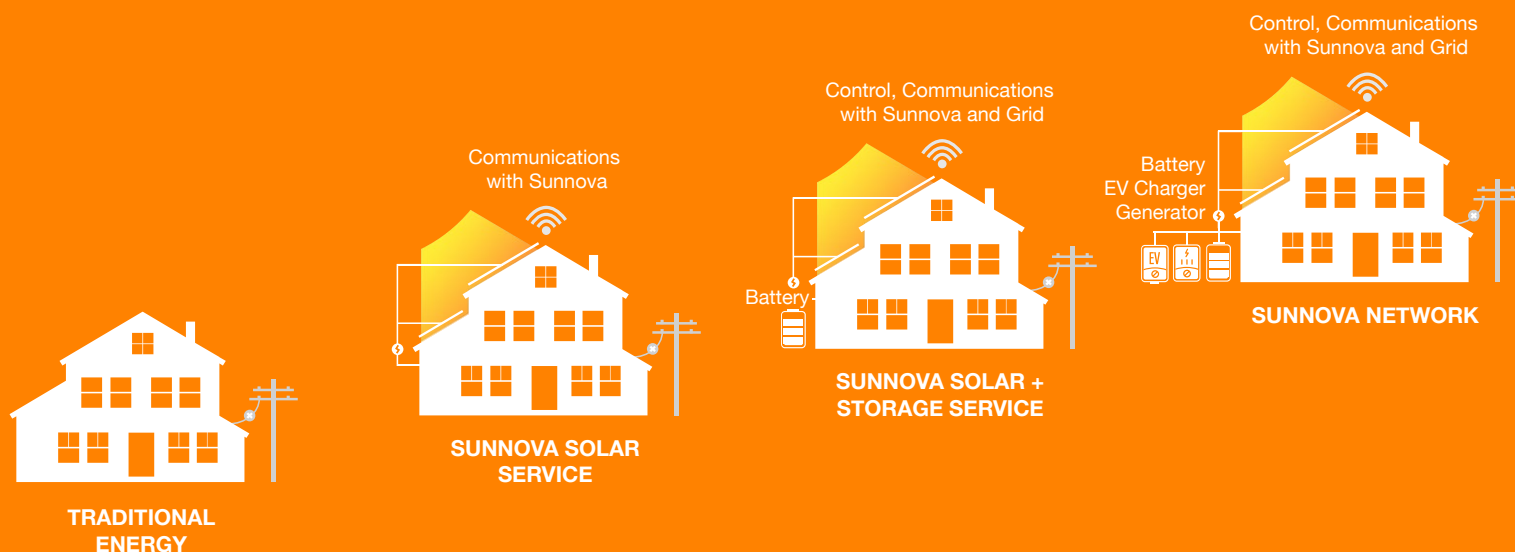 TRADITIONAL
ENERGY
Communications
with Sunnova
SUNNOVA SOLAR
SERVICE
Control, Communications
with Sunnova and Grid
Battery
SUNNOVA SOLAR +
STORAGE SERVICE
Control, Communications
with Sunnova and Grid
Battery
EV Charger
Generator
EV
SUNNOVA NETWORK